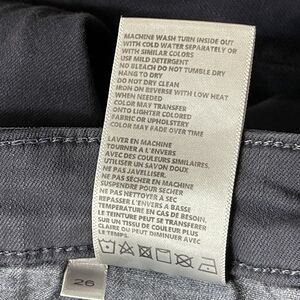 MACHINE WASH TURN INSIDE OUT
WITH COLD WATER SEPARATELY OR
WITH SIMILAR COLORS
USE MILD DETERGENT
NO BLEACH DO NOT TUMBLE DRY
HANG TO DRY
DO NOT DRY CLEAN
IRON ON REVERSE WITH LOW HEAT
WHEN NEEDED
COLOR MAY TRANSFER
ONTO LIGHTER COLORED
FABRIC OR UPHOLSTERY
COLOR MAY FADE OVER TIME
LAVER EN MACHINE
TOURNER A L'ENVERS
AVEC DES COULEURS SIMILAIRES.
UTILISER UN SAVON DOUX
NE PAS JAVELLISER.
NE PAS SÉCHER EN MACHINE
SUSPENDRE POUR SÉCHER
NE PAS NETTOYER A SEC
REPASSER L'ENVERS A BASSE
TEMPÉRATURE EN CAS DE BESOIN.
LE TEINTURE PEUT SE TRANSFÉRER
SUR UN TISSU DE COULEUR PLUS
CLAIRE OU PEUT DÉTEINDRE AVEC
LE TEMPS.
26